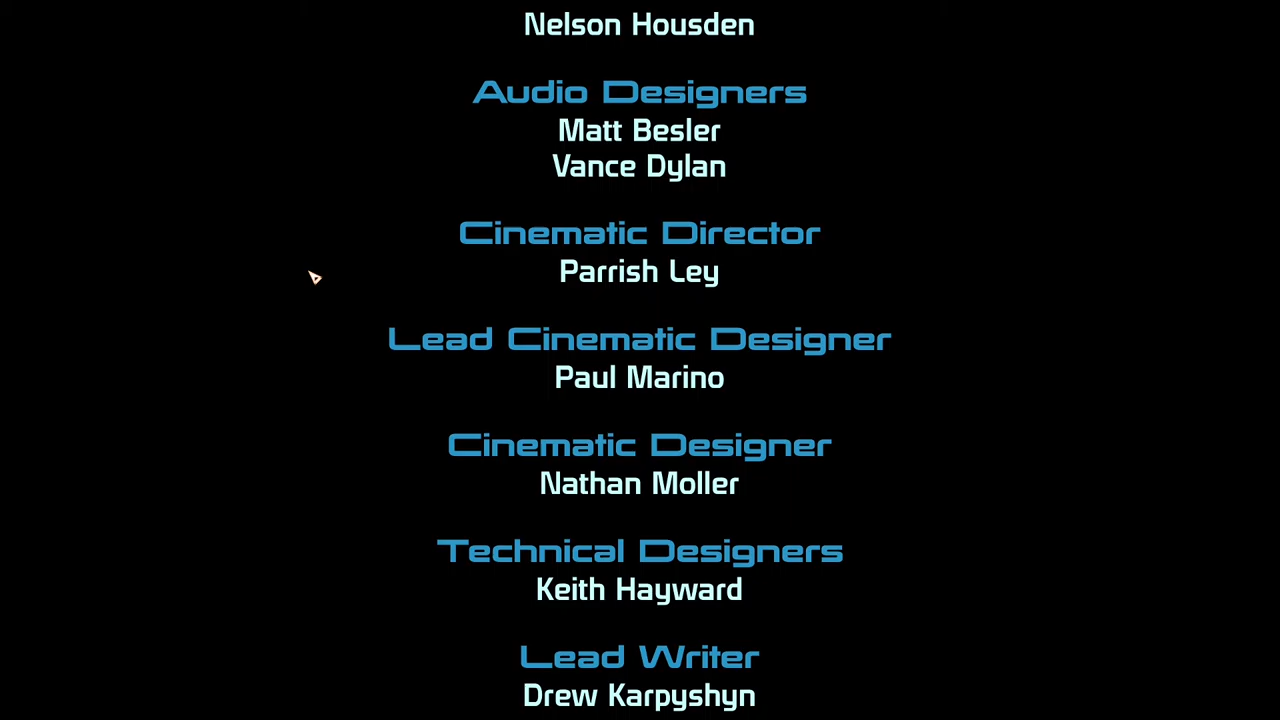 Nelson Housden
Audio Designers
Matt Besler
Vance Dylan
Cinematic Director
Parrish Ley
Lead Cinematic Designer
Paul Marino
Cinematic Designer
Nathan Moller
Technical Designers
Keith Hayward
Lead Writer
Drew Karpyshyn